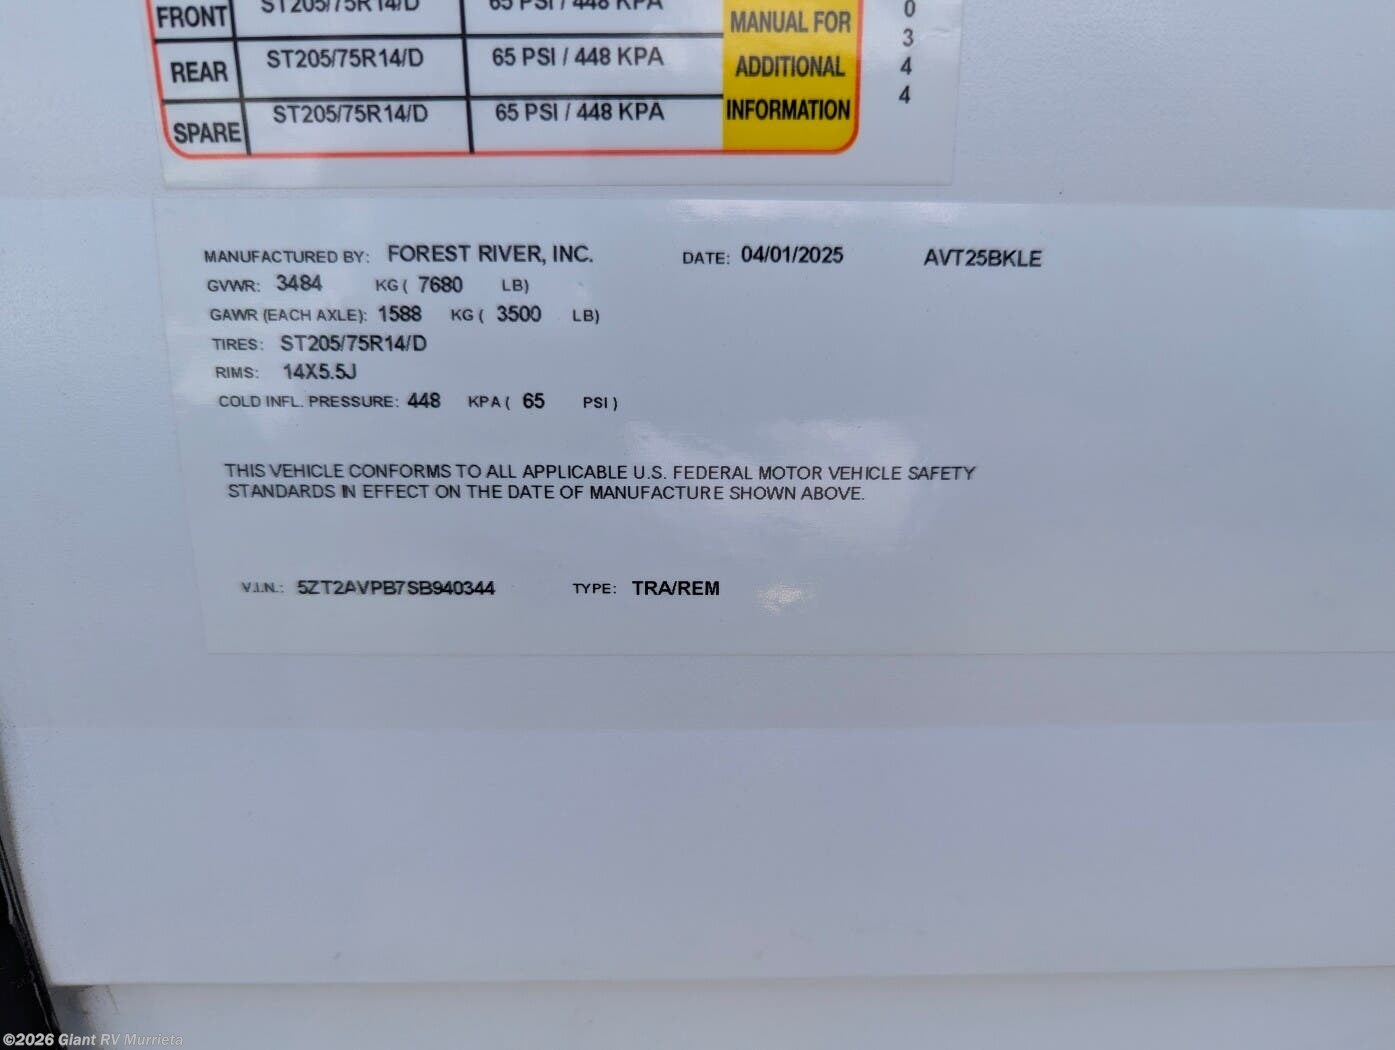 FRONT ST205/75R14/D 65 PSI / 448 KPA MANUAL FOR
REAR ST205/75R14/D 65 PSI / 448 KPA ADDITIONAL
SPARE ST205/75R14/D 65 PSI / 448 KPA INFORMATION
0
3
4
4
MANUFACTURED BY: FOREST RIVER, INC. DATE: 04/01/2025 AVT25BKLE
GVWR: 3484 KG ( 7680 LB)
GAWR (EACH AXLE): 1588 KG ( 3500 LB)
TIRES: ST205/75R14/D
RIMS: 14X5.5J
COLD INFL. PRESSURE: 448 KPA ( 65 PSI )
THIS VEHICLE CONFORMS TO ALL APPLICABLE U.S. FEDERAL MOTOR VEHICLE SAFETY
STANDARDS IN EFFECT ON THE DATE OF MANUFACTURE SHOWN ABOVE.
V.I.N.: 5ZT2AVPB7SB940344 TYPE: TRA/REM
©2026 Giant RV Murrieta